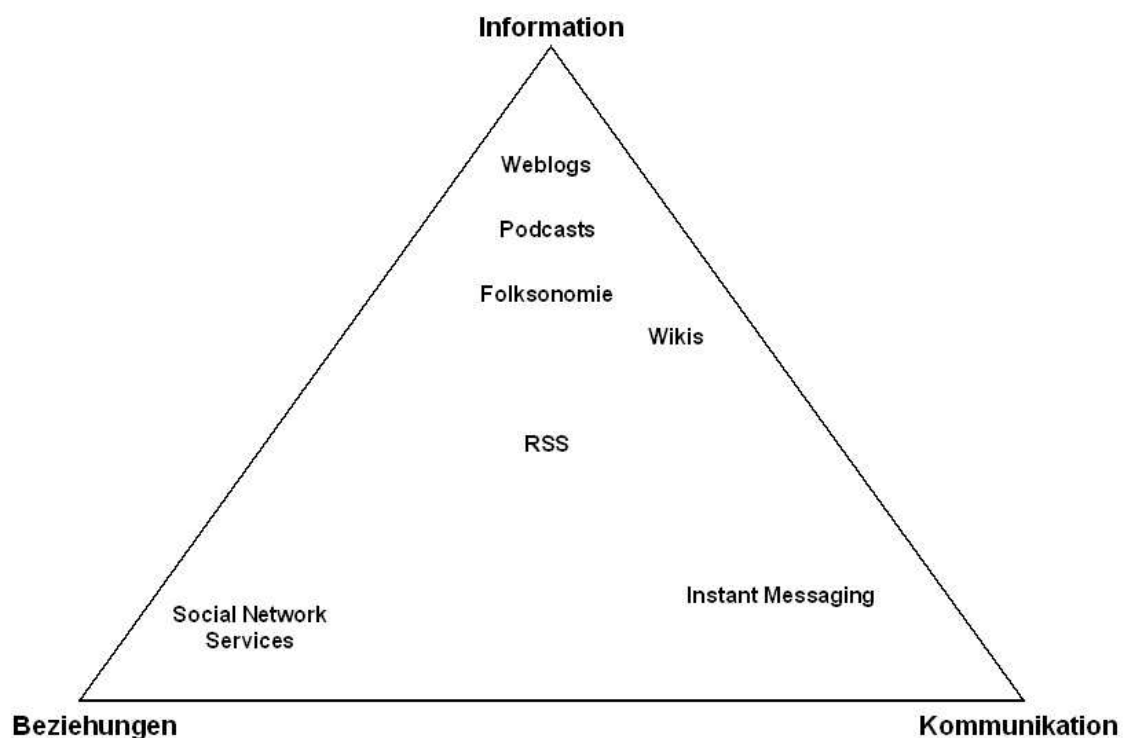 Information
Weblogs
Podcasts
Folksonomie
Wikis
RSS
Instant Messaging
Social Network
Services
Beziehungen
Kommunikation